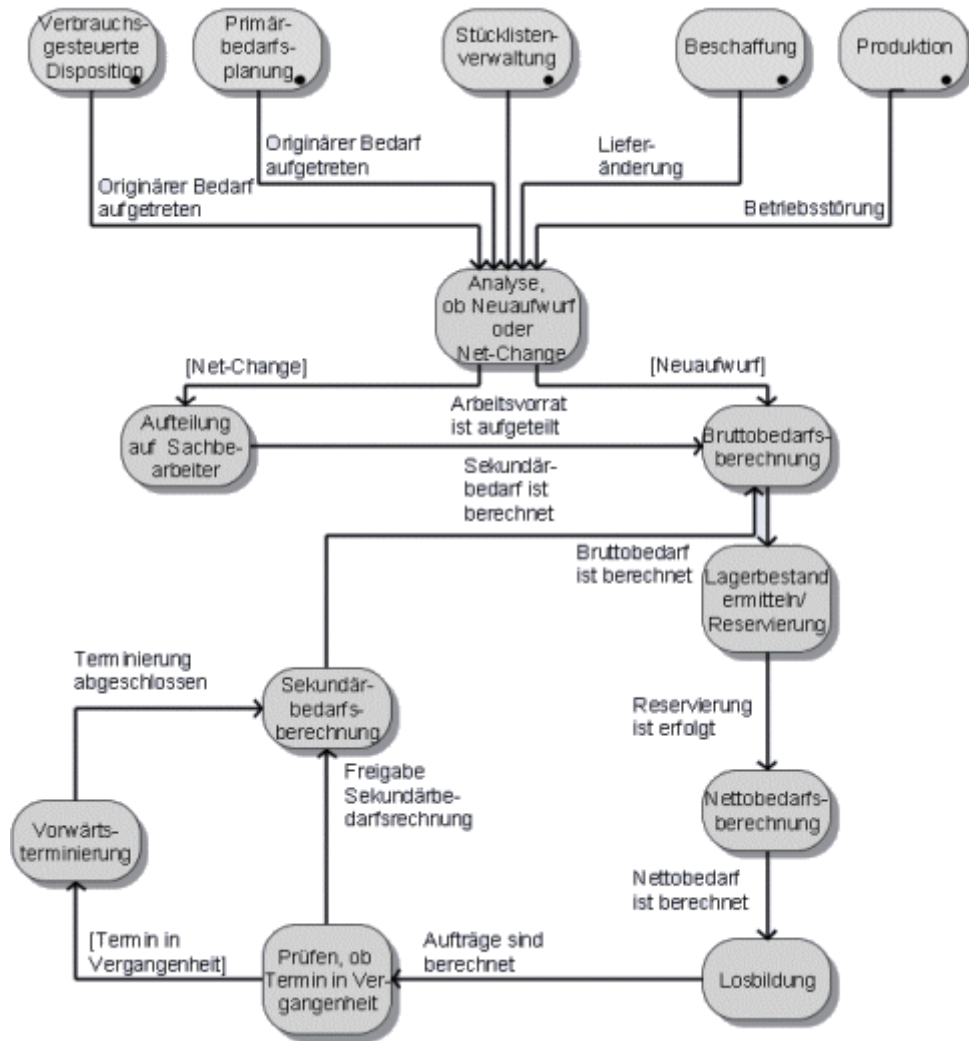 Verbrauchs-
gesteuerte
Disposition
Primär-
bedarfs-
planung
Stücklisten-
verwaltung
Beschaffung
Produktion
Originärer Bedarf
aufgetreten
Liefer-
änderung
Originärer Bedarf
aufgetreten
Betriebsstörung
Analyse,
ob Neuaufwurf
oder
Net-Change
[Net-Change]
[Neuaufwurf]
Arbeitsvorrat
ist aufgeteilt
Aufteilung
auf Sachbe-
arbeiter
Bruttobedarfs-
berechnung
Sekundär-
bedarf ist
berechnet
Bruttobedarf
ist berechnet
Lagerbestand
ermitteln/
Reservierung
Terminierung
abgeschlossen
Sekundär-
bedarfs-
berechnung
Reservierung
ist erfolgt
Freigabe
Sekundärbe-
darfsrechnung
Vorwärts-
terminierung
Nettobedarfs-
berechnung
Nettobedarf
ist berechnet
[Termin in
Vergangenheit]
Prüfen, ob
Termin in Ver-
gangenheit
Aufträge sind
berechnet
Losbildung